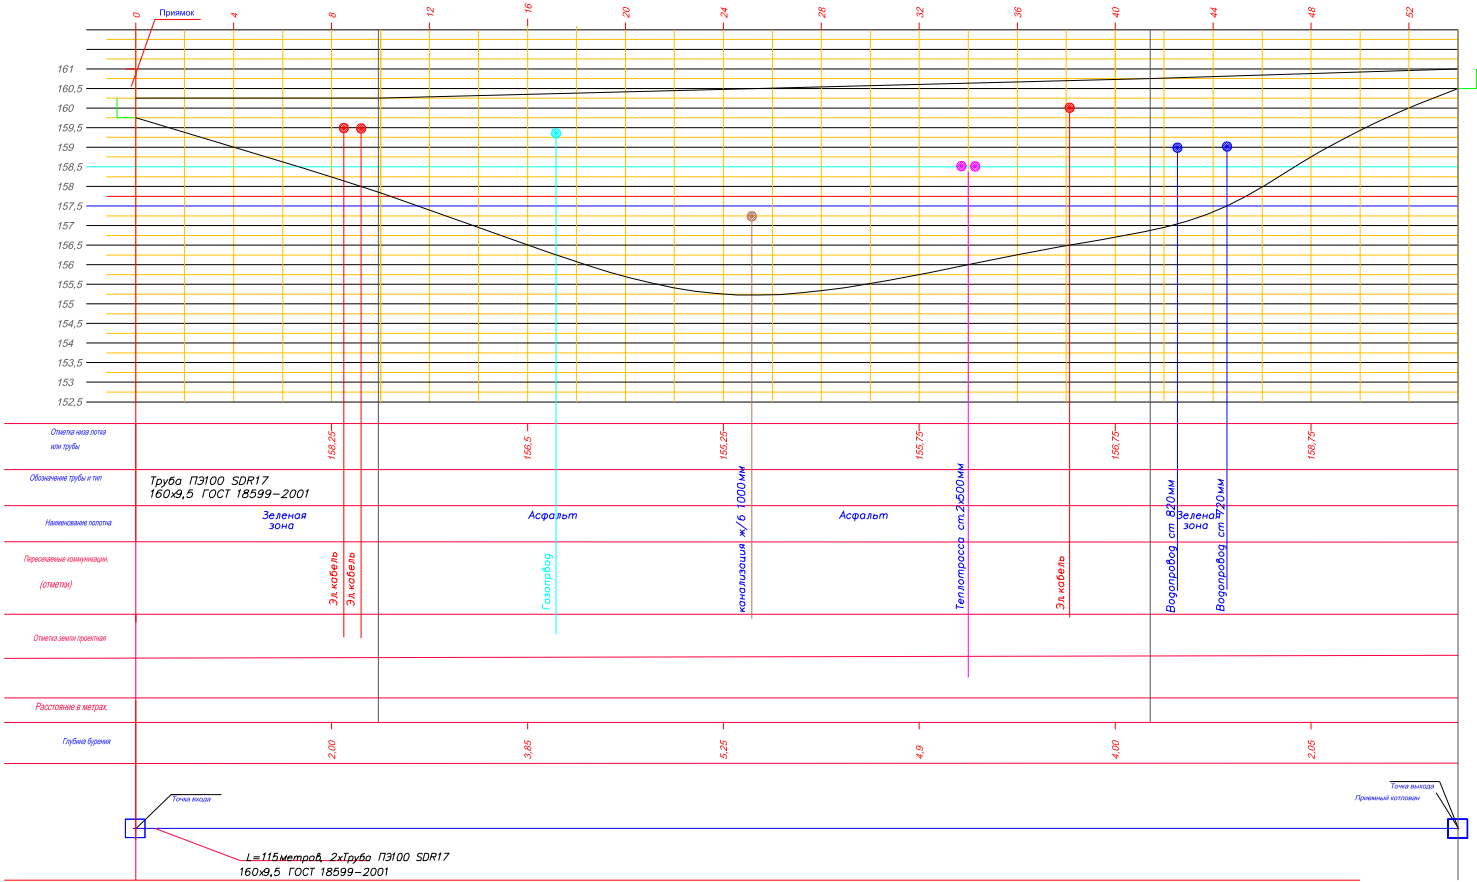 Приямок
0 4 8 12 16 20 24 28 32 36 40 44 48 52
161
160,5
160
159,5
159
158,5
158
157,5
157
156,5
156
155,5
155
154,5
154
153,5
153
152,5
Отметка низа лотка
или трубы
158,25 156,5 155,25 155,75 156,75 158,75
Обозначение трубы и тип
Труба ПЭ100 SDR17
160x9,5 ГОСТ 18599-2001
Наименование полотна
Зеленая
зона
Асфальт
Асфальт
Зеленая
зона
Пересекаемые коммуникации.
(отметки)
Эл.кабель
Эл.кабель
Газопрвод
канализация ж/б 1000мм
Теплотрасса ст.2х500мм
Эл.кабель
Водопровод ст 820мм
Водопровод ст 720мм
Отметка земли проектная
Расстояние в метрах.
Глубина бурения
2,00 3,85 5,25 4,9 4,00 2,05
Точка входа
Точка выхода
Приемный котлован
L=115метров, 2хТруба ПЭ100 SDR17
160x9,5 ГОСТ 18599-2001